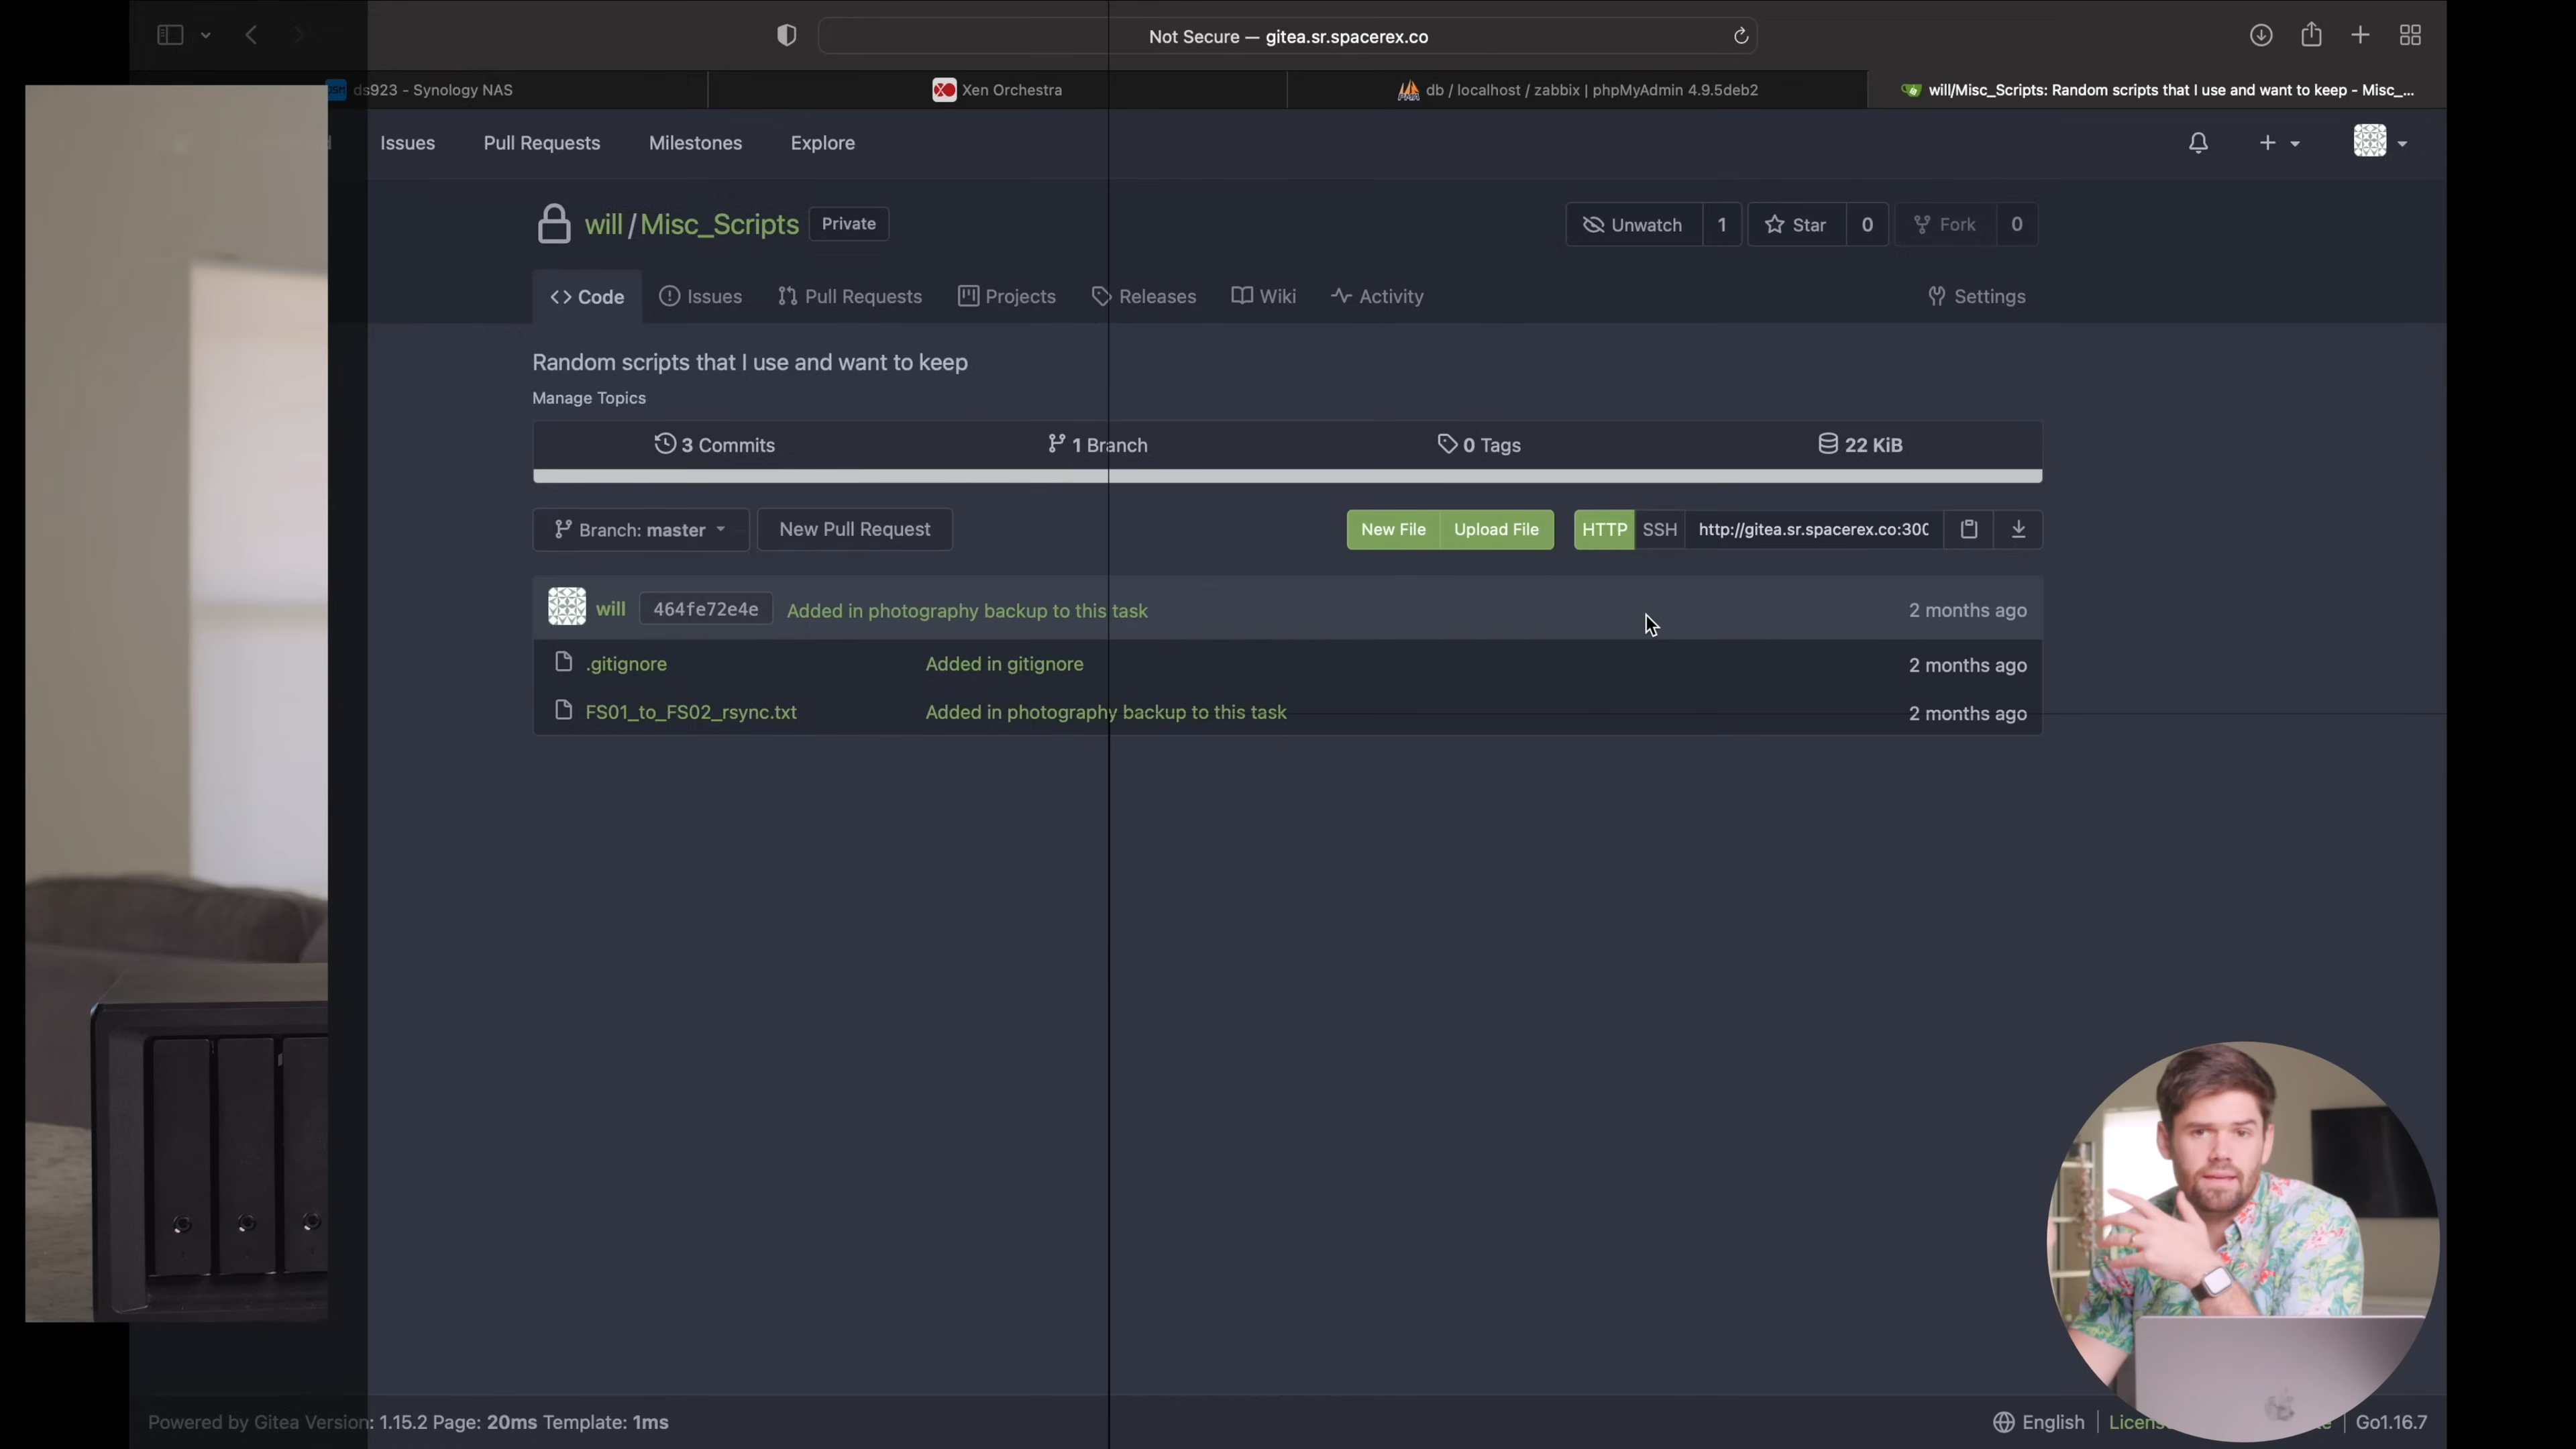 Not Secure — gitea.sr.spacerex.co
ds923 - Synology NAS
Xen Orchestra
db / localhost / zabbix | phpMyAdmin 4.9.5deb2
will/Misc_Scripts: Random scripts that I use and want to keep - Misc_...
Issues
Pull Requests
Milestones
Explore
will / Misc_Scripts
Private
Unwatch 1
Star 0
Fork 0
Code
Issues
Pull Requests
Projects
Releases
Wiki
Activity
Settings
Random scripts that I use and want to keep
Manage Topics
3 Commits
1 Branch
0 Tags
22 KiB
Branch: master
New Pull Request
New File
Upload File
HTTP
SSH
http://gitea.sr.spacerex.co:300
will 464fe72e4e Added in photography backup to this task 2 months ago
.gitignore Added in gitignore 2 months ago
FS01_to_FS02_rsync.txt Added in photography backup to this task 2 months ago
Powered by Gitea Version: 1.15.2 Page: 20ms Template: 1ms
English
Go1.16.7